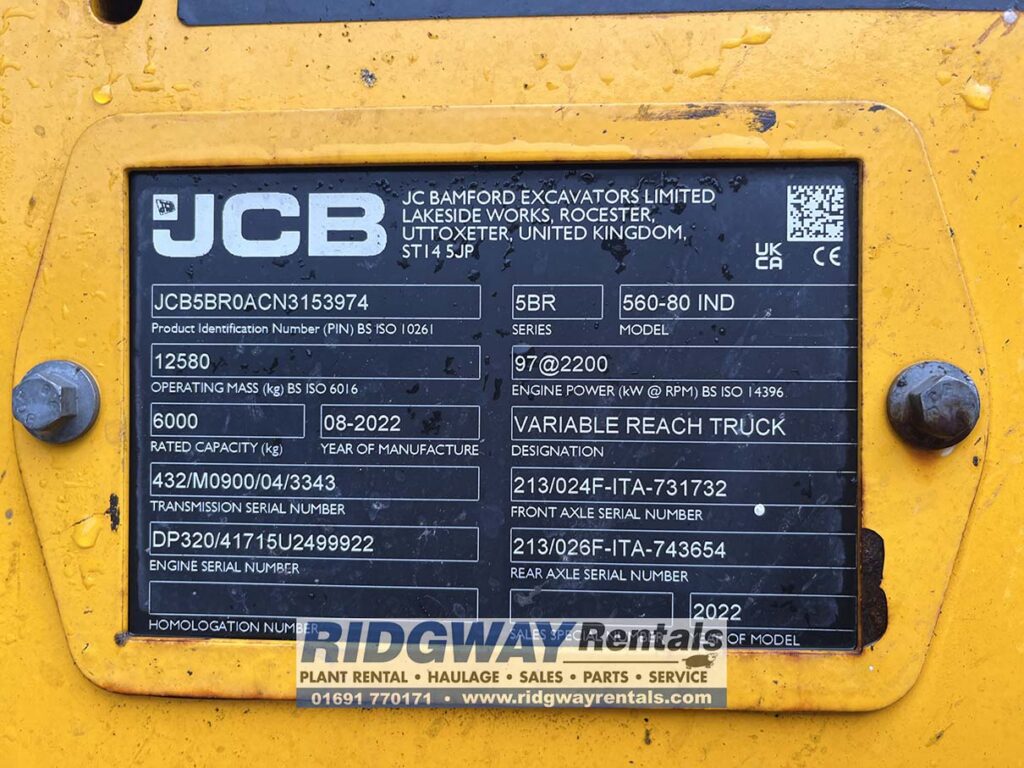 JCB
JC BAMFORD EXCAVATORS LIMITED
LAKESIDE WORKS, ROCESTER,
UTTOXETER, UNITED KINGDOM,
ST14 5JP
UK
CA
CE
JCB5BR0ACN3153974
Product Identification Number (PIN) BS ISO 10261
5BR
SERIES
560-80 IND
MODEL
12580
OPERATING MASS (kg) BS ISO 6016
97@2200
ENGINE POWER (kW @ RPM) BS ISO 14396
6000
RATED CAPACITY (kg)
08-2022
YEAR OF MANUFACTURE
VARIABLE REACH TRUCK
DESIGNATION
432/M0900/04/3343
TRANSMISSION SERIAL NUMBER
213/024F-ITA-731732
FRONT AXLE SERIAL NUMBER
DP320/41715U2499922
ENGINE SERIAL NUMBER
213/026F-ITA-743654
REAR AXLE SERIAL NUMBER
HOMOLOGATION NUMBER
SALES NUMBER
2022
OF MODEL
RIDGWAY Rentals
PLANT RENTAL • HAULAGE • SALES • PARTS • SERVICE
01691 770171 • www.ridgwayrentals.com